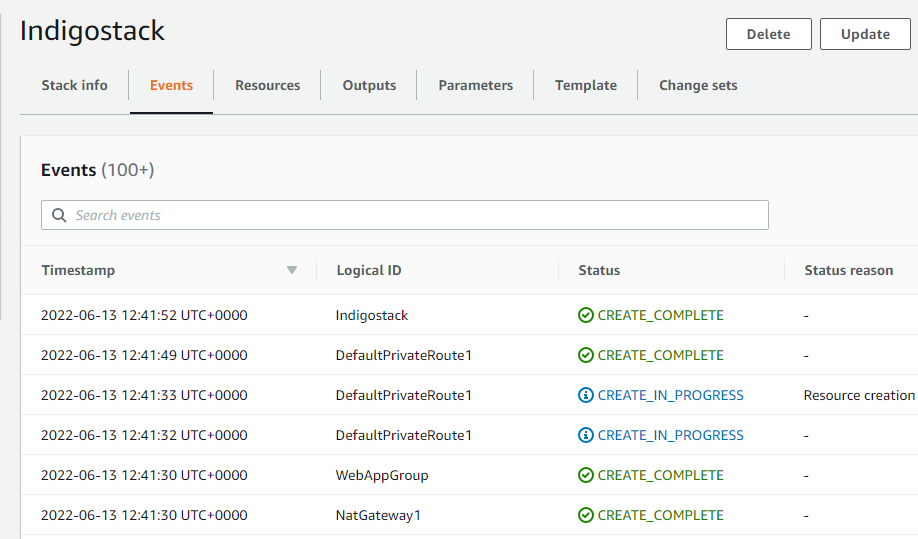 Indigostack
Delete Update
Stack info Events Resources Outputs Parameters Template Change sets
Events (100+)
Search events
Timestamp Logical ID Status Status reason
2022-06-13 12:41:52 UTC+0000 Indigostack CREATE_COMPLETE -
2022-06-13 12:41:49 UTC+0000 DefaultPrivateRoute1 CREATE_COMPLETE -
2022-06-13 12:41:33 UTC+0000 DefaultPrivateRoute1 CREATE_IN_PROGRESS Resource creation
2022-06-13 12:41:32 UTC+0000 DefaultPrivateRoute1 CREATE_IN_PROGRESS -
2022-06-13 12:41:30 UTC+0000 WebAppGroup CREATE_COMPLETE -
2022-06-13 12:41:30 UTC+0000 NatGateway1 CREATE_COMPLETE -